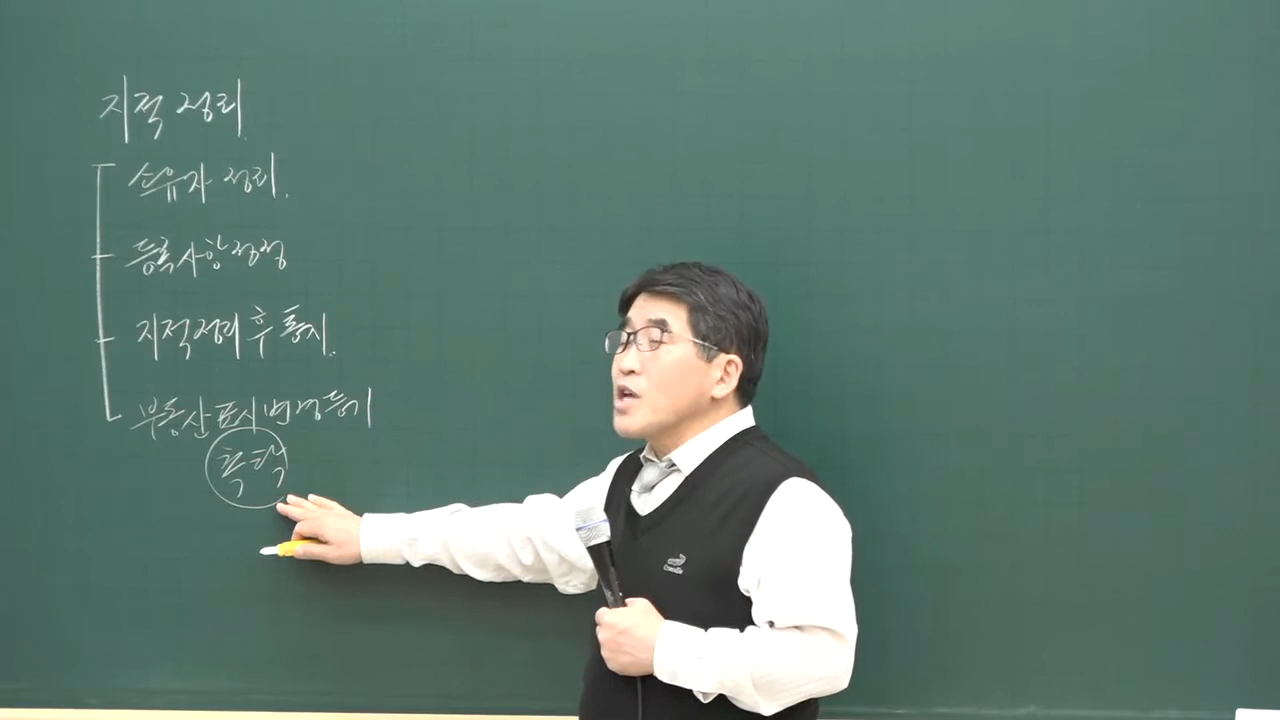 지적 정리
소유자 정리.
등록사항정정
지적정리 후 통지.
부동산표시변경등기
촉탁
Crocodile